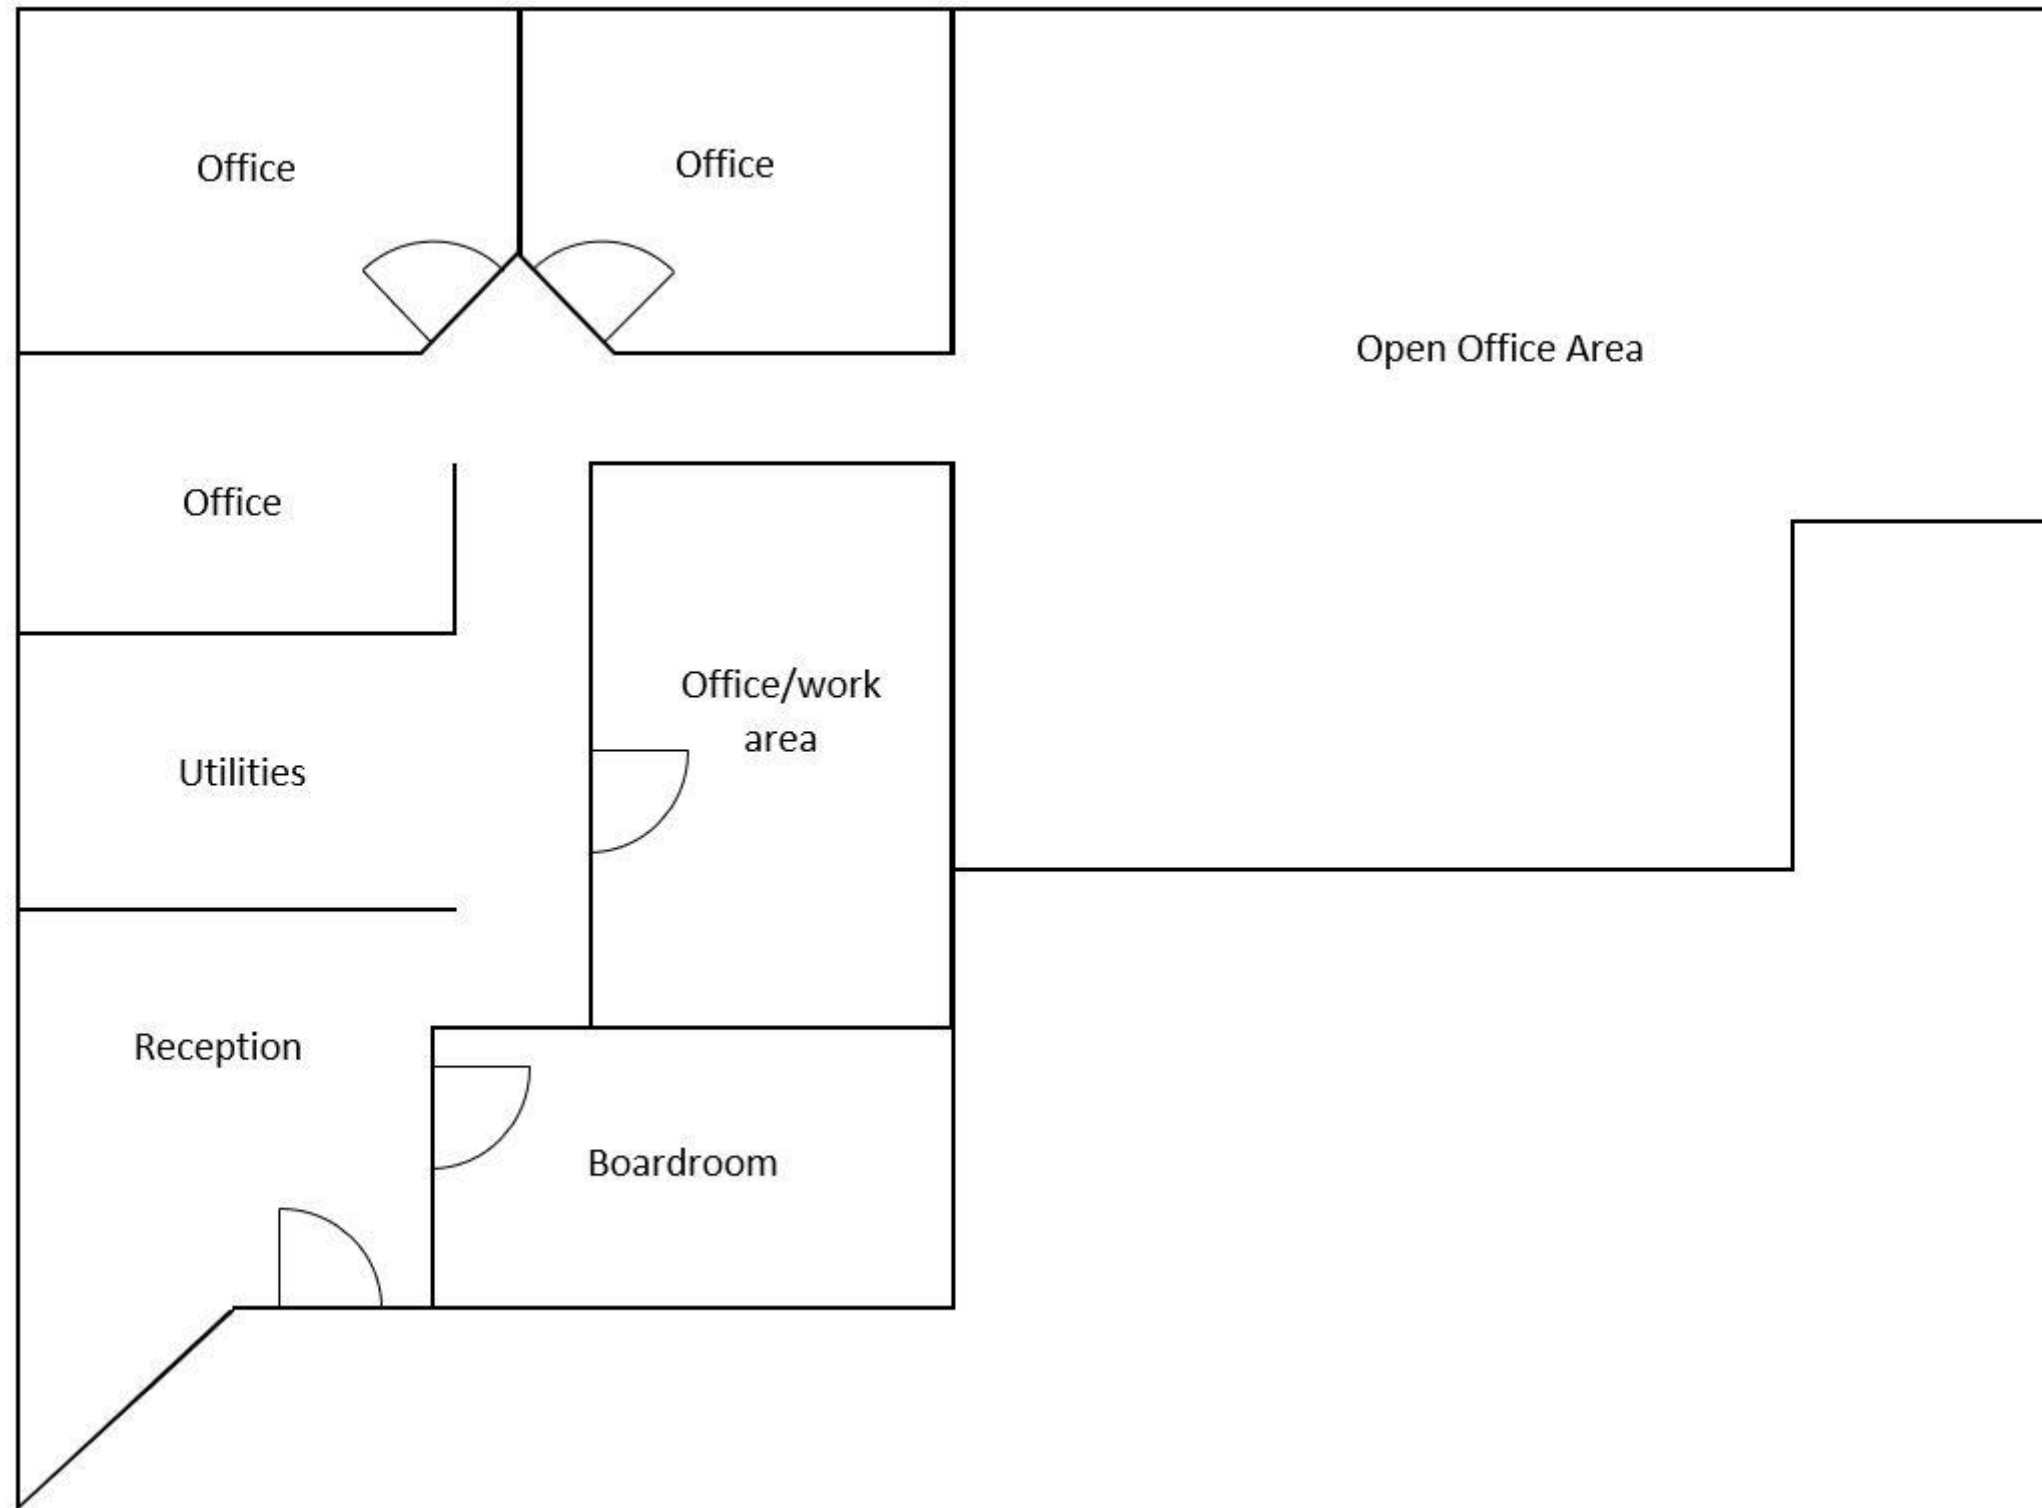 Office
Office
Open Office Area
Office
Office/work
area
Utilities
Reception
Boardroom